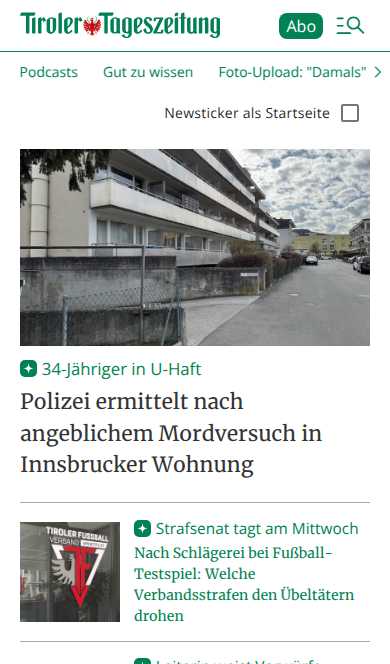 Tiroler Tageszeitung
Abo
Podcasts Gut zu wissen Foto-Upload: "Damals"
Newsticker als Startseite
34-Jähriger in U-Haft
Polizei ermittelt nach
angeblichem Mordversuch in
Innsbrucker Wohnung
TIROLER FUSSBALL
VERBAND
Strafsenat tagt am Mittwoch
Nach Schlägerei bei Fußball-
Testspiel: Welche
Verbandsstrafen den Übeltätern
drohen